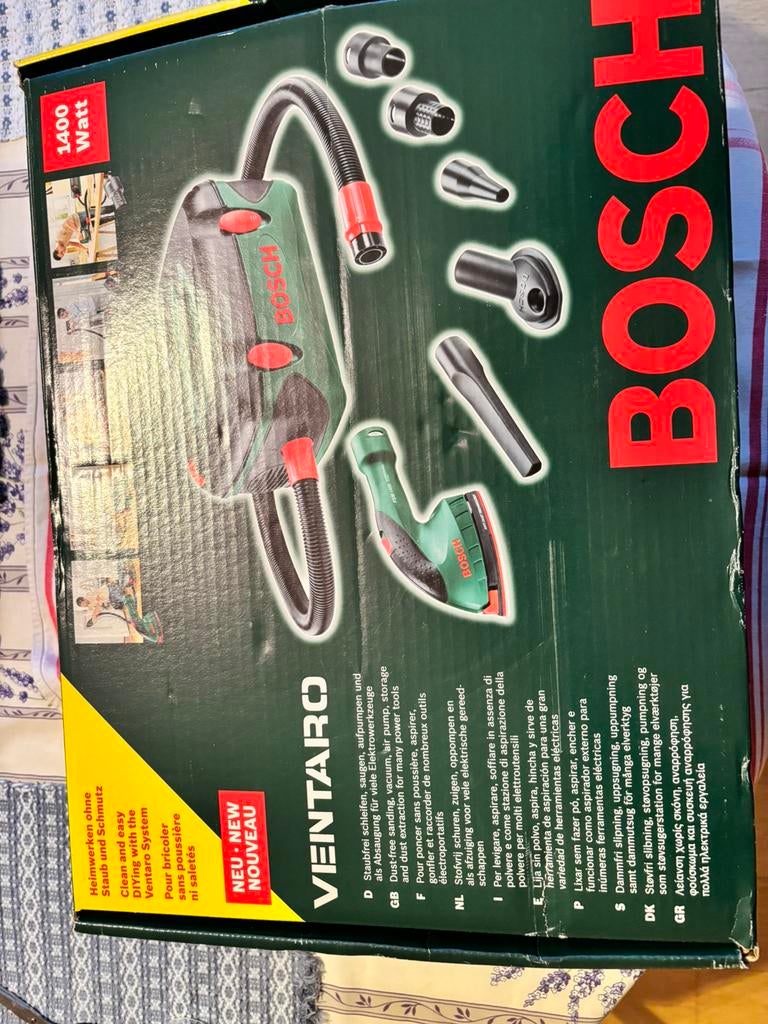 Heimwerken ohne
Staub und Schmutz
Clean and easy
DIYing with the
Ventaro System
Pour bricoler
sans poussière
ni saletés
NEU · NEW
NOUVEAU
1400
Watt
BOSCH
BOSCH
VENTARO
D Staubfrei schleifen, saugen, aufpumpen und
als Absaugung für viele Elektrowerkzeuge
GB Dust-free sanding, vacuum, air pump, storage
and dust extraction for many power tools
F Pour poncer sans poussière, aspirer,
gonfler et raccorder de nombreux outils
électroportatifs
NL Stofvrij schuren, zuigen, oppompen en
als afzuiging voor vele elektrische gereed-
schappen
I Per levigare, aspirare, soffiare in assenza di
polvere e come stazione di aspirazione della
polvere per molti elettroutensili
E Lija sin polvo, aspira, hincha y sirve de
herramienta de aspiración para una gran
variedad de herramientas eléctricas
P Lixar sem fazer pó, aspirar, encher e
funcionar como aspirador externo para
inúmeras ferramentas eléctricas
S Dammfri slipning, uppsugning, uppumpning
samt dammutsug för många elverktyg
DK Støvfri slibning, støvopsugning, pumpning og
som støvsugerstation for mange elværktøjer
GR Λείανση χωρίς σκόνη, αναρρόφηση,
φούσκωμα και συσκευή αναρρόφησης για
πολλά ηλεκτρικά εργαλεία
BOSCH